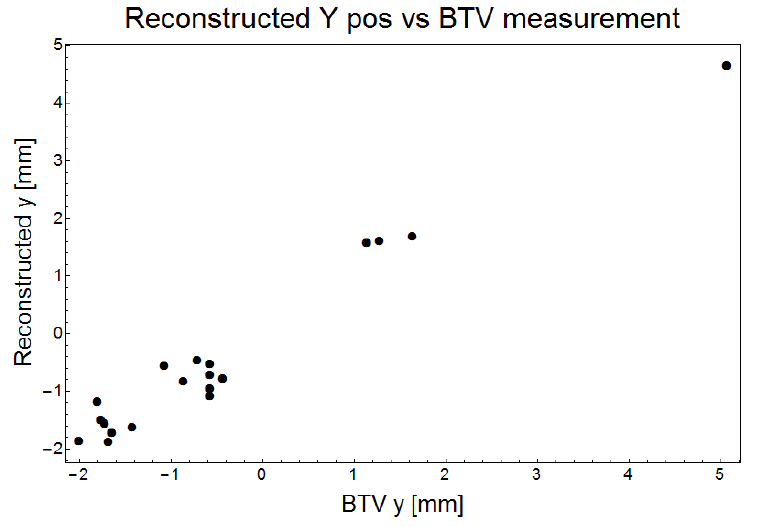 Reconstructed Y pos vs BTV measurement
5
4
3
2
1
0
−1
−2
Reconstructed y [mm]
−2 −1 0 1 2 3 4 5
BTV y [mm]